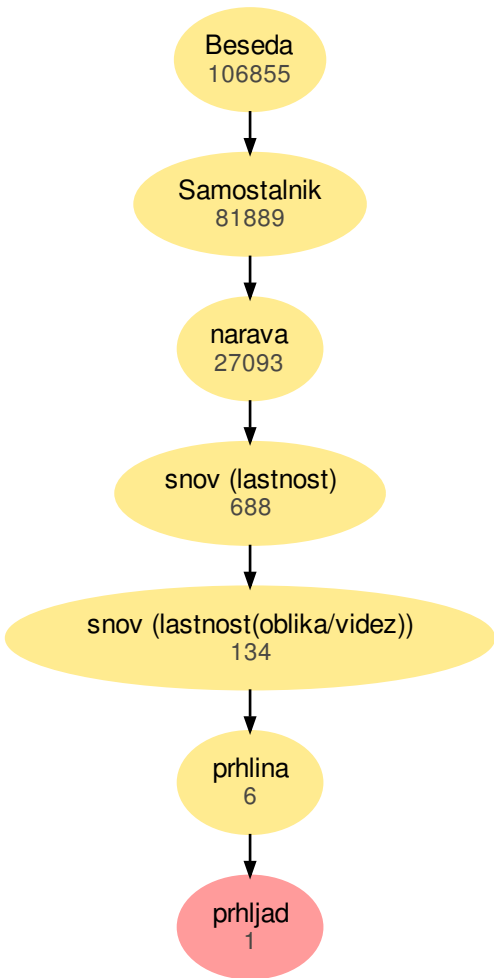 Beseda
106855
Samostalnik
81889
narava
27093
snov (lastnost)
688
snov (lastnost(oblika/videz))
134
prhlina
6
prhljad
1